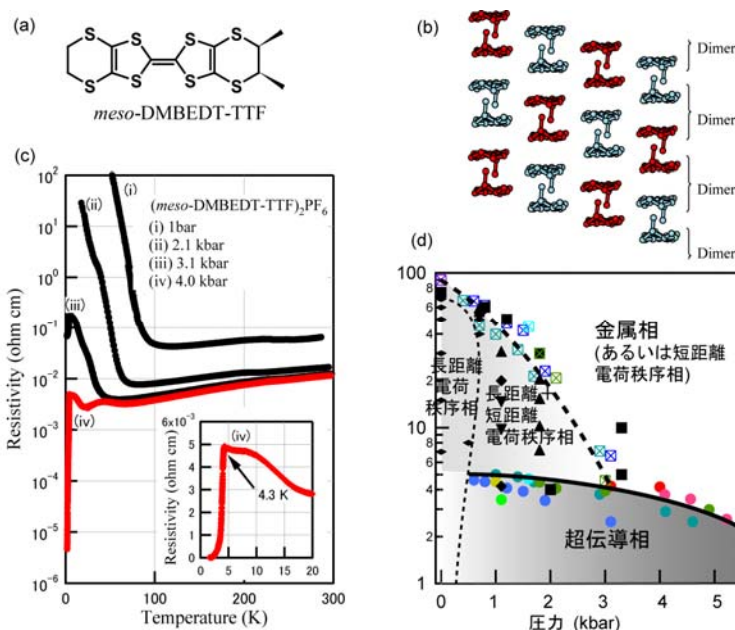 (a)
S
S
S
S
S
S
S
S
meso-DMBEDT-TTF
(b)
Dimer
Dimer
Dimer
Dimer
Dimer
(c)
10²
10¹
10⁰
10⁻¹
10⁻²
10⁻³
10⁻⁴
10⁻⁵
10⁻⁶
Resistivity (ohm cm)
(i)
(ii)
(iii)
(iv)
(meso-DMBEDT-TTF)₂PF₆
(i) 1bar
(ii) 2.1 kbar
(iii) 3.1 kbar
(iv) 4.0 kbar
6x10⁻³
5
4
3
2
1
0
Resistivity (ohm cm)
(iv)
4.3 K
0 5 10 15 20
0 100 200 300
Temperature (K)
(d)
100
8
6
4
2
10
8
6
4
2
1
金属相
(あるいは短距離
電荷秩序相)
長距離
電荷
秩序相
長距離+
短距離
電荷秩序相
超伝導相
0 1 2 3 4 5
圧力 (kbar)